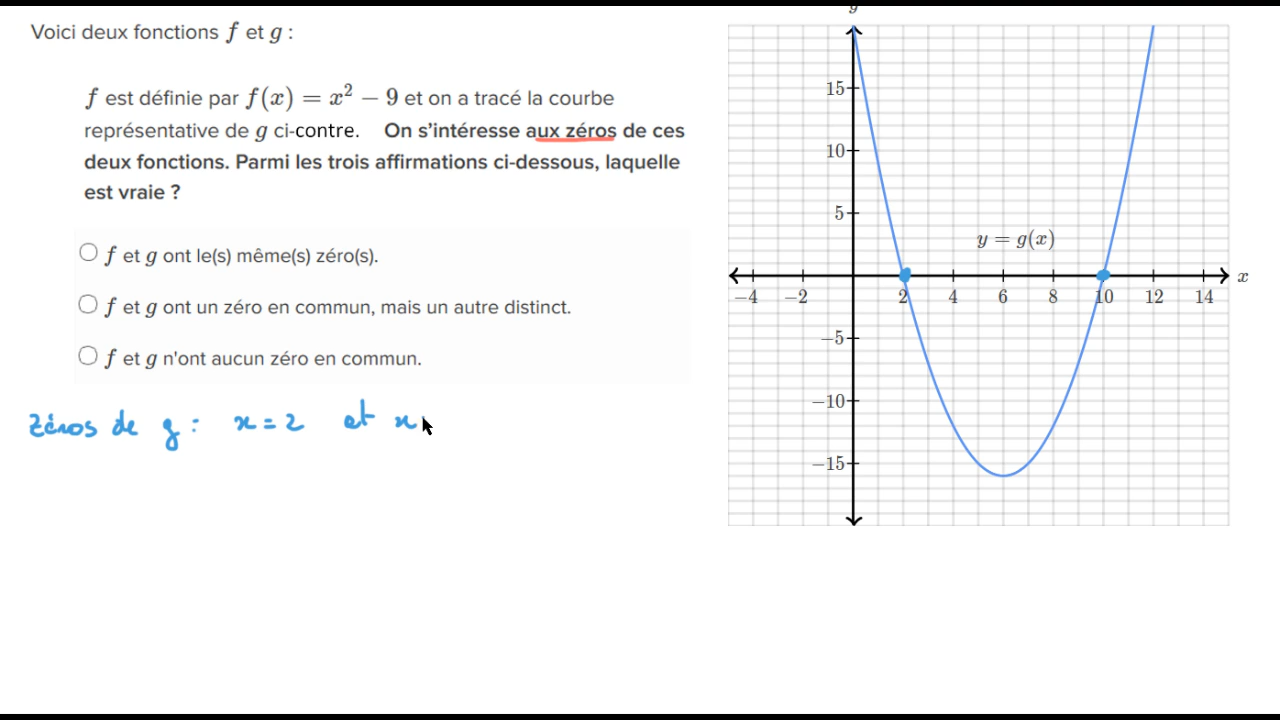 Voici deux fonctions f et g :
f est définie par f(x) = x² − 9 et on a tracé la courbe
représentative de g ci-contre. On s'intéresse aux zéros de ces
deux fonctions. Parmi les trois affirmations ci-dessous, laquelle
est vraie ?
f et g ont le(s) même(s) zéro(s).
f et g ont un zéro en commun, mais un autre distinct.
f et g n'ont aucun zéro en commun.
zéros de g : x = 2 et x
y
15
10
5
y = g(x)
x
−4 −2 2 4 6 8 10 12 14
−5
−10
−15